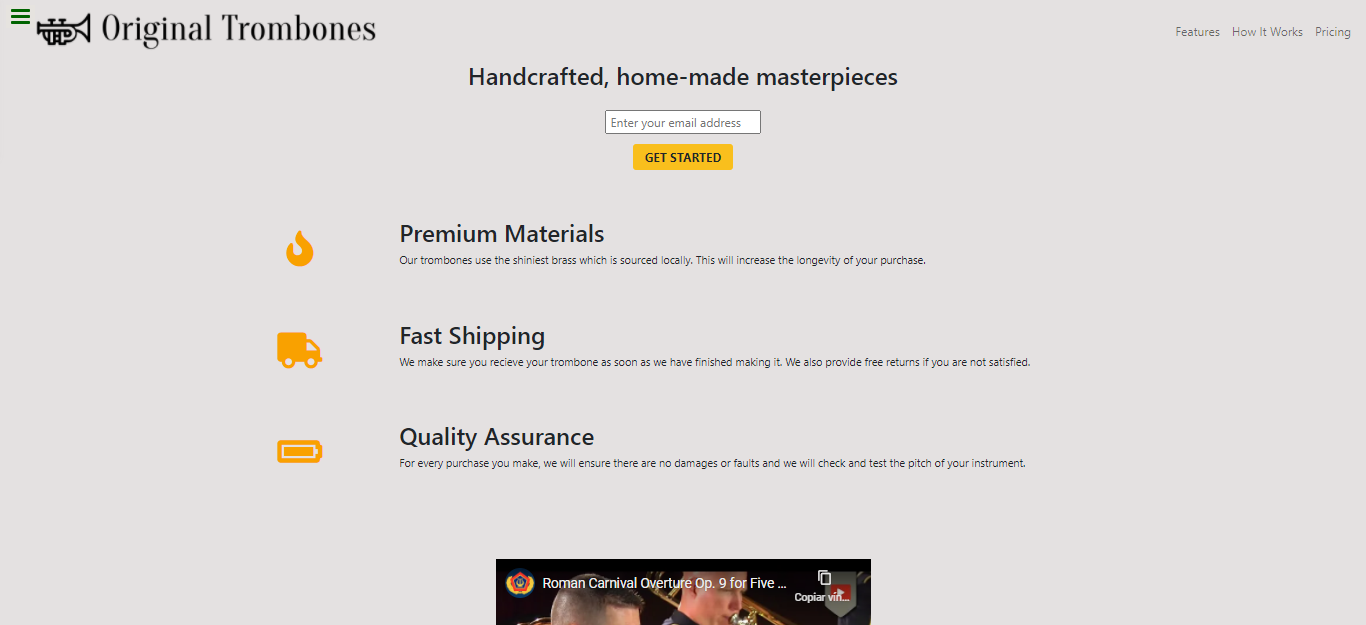 Original Trombones
Features How It Works Pricing
Handcrafted, home-made masterpieces
Enter your email address
GET STARTED
Premium Materials
Our trombones use the shiniest brass which is sourced locally. This will increase the longevity of your purchase.
Fast Shipping
We make sure you recieve your trombone as soon as we have finished making it. We also provide free returns if you are not satisfied.
Quality Assurance
For every purchase you make, we will ensure there are no damages or faults and we will check and test the pitch of your instrument.
Roman Carnival Overture Op. 9 for Five ...
Copiar vín...